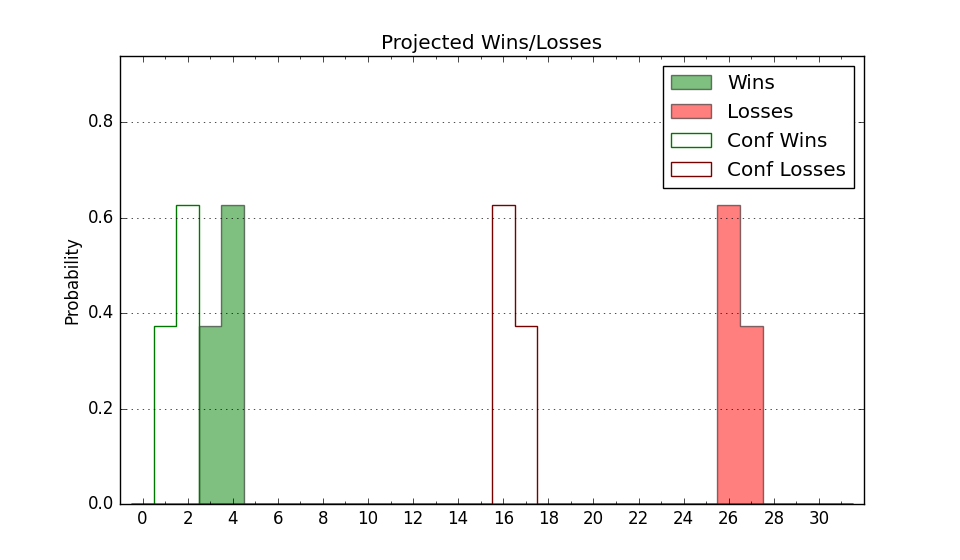 Projected Wins/Losses
Wins
Losses
Conf Wins
Conf Losses
Probability
0.8
0.6
0.4
0.2
0.0
0 2 4 6 8 10 12 14 16 18 20 22 24 26 28 30